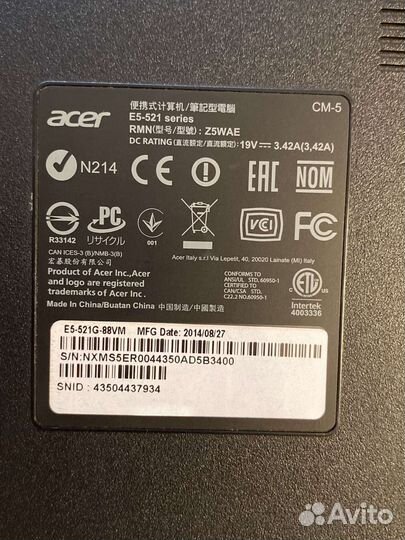 acer
便携式计算机/筆記型電腦
CM-5
E5-521 series
RMN(型号/型號) : Z5WAE
DC RATING(直流額定/直流额定) : 19V⎓3.42A(3,42A)
N214
CE
EAC
NOM
R33142
PC
リサイクル
001
VCI
FC
CAN ICES-3 (B)/NMB-3(B)
Acer Italy s.r.l Via Lepetit, 40, 20020 Lainate (Mi) Italy
宏碁股份有限公司
Product of Acer Inc.,Acer
and logo are registered
trademarks of Acer Inc.
CONFORMS TO
ANSI/UL STD. 60950-1
CERTIFIED TO
CAN/CSA STD.
C22.2 NO.60950-1
ETL
Intertek
4003336
Made in China/Buatan China 中国制造/中國製造
E5-521G-88VM MFG Date: 2014/08/27
S/N:NXMS5ER0044350AD5B3400
SNID : 43504437934
Avito